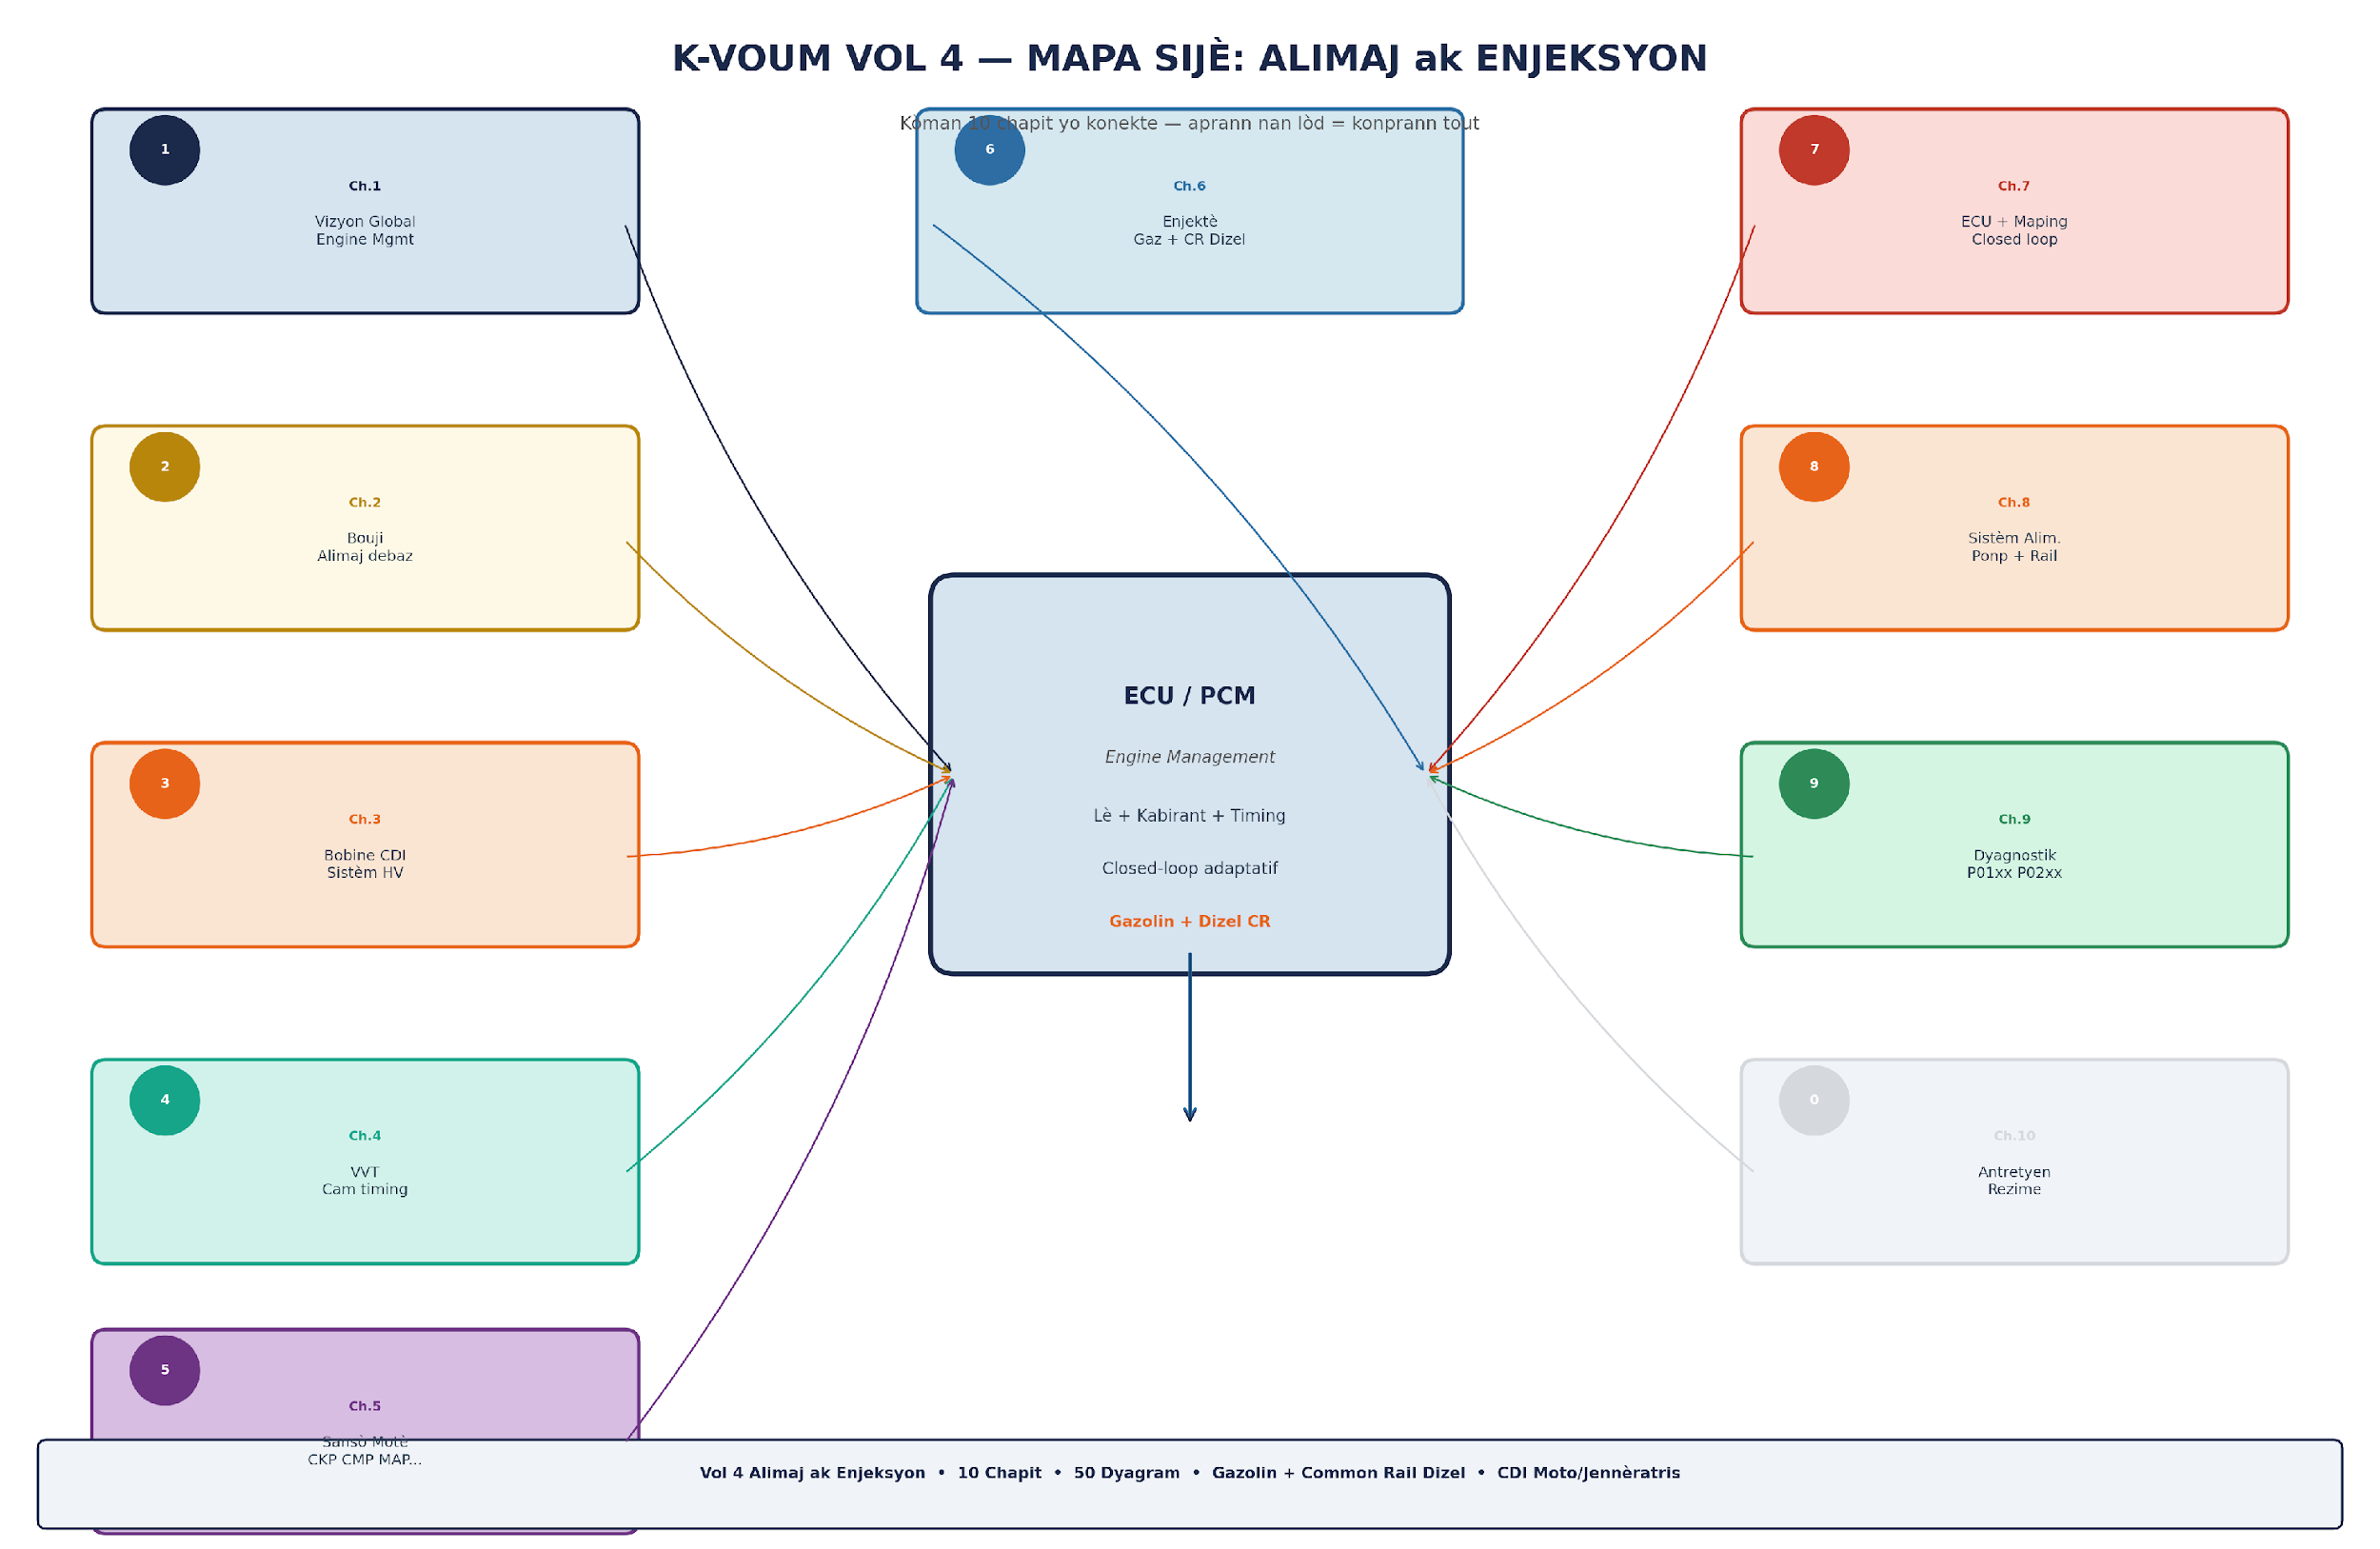 K-VOUM VOL 4 — MAPA SIJÈ: ALIMAJ ak ENJEKSYON
Kòman 10 chapit yo konekte — aprann nan lòd = konprann tout
1
Ch.1
Vizyon Global
Engine Mgmt
6
Ch.6
Enjektè
Gaz + CR Dizel
7
Ch.7
ECU + Maping
Closed loop
2
Ch.2
Bouji
Alimaj debaz
8
Ch.8
Sistèm Alim.
Ponp + Rail
3
Ch.3
Bobine CDI
Sistèm HV
ECU / PCM
Engine Management
Lè + Kabirant + Timing
Closed-loop adaptatif
Gazolin + Dizel CR
9
Ch.9
Dyagnostik
P01xx P02xx
4
Ch.4
VVT
Cam timing
0
Ch.10
Antretyen
Rezime
5
Ch.5
Sansò Motè
CKP CMP MAP...
Vol 4 Alimaj ak Enjeksyon • 10 Chapit • 50 Dyagram • Gazolin + Common Rail Dizel • CDI Moto/Jennèratris